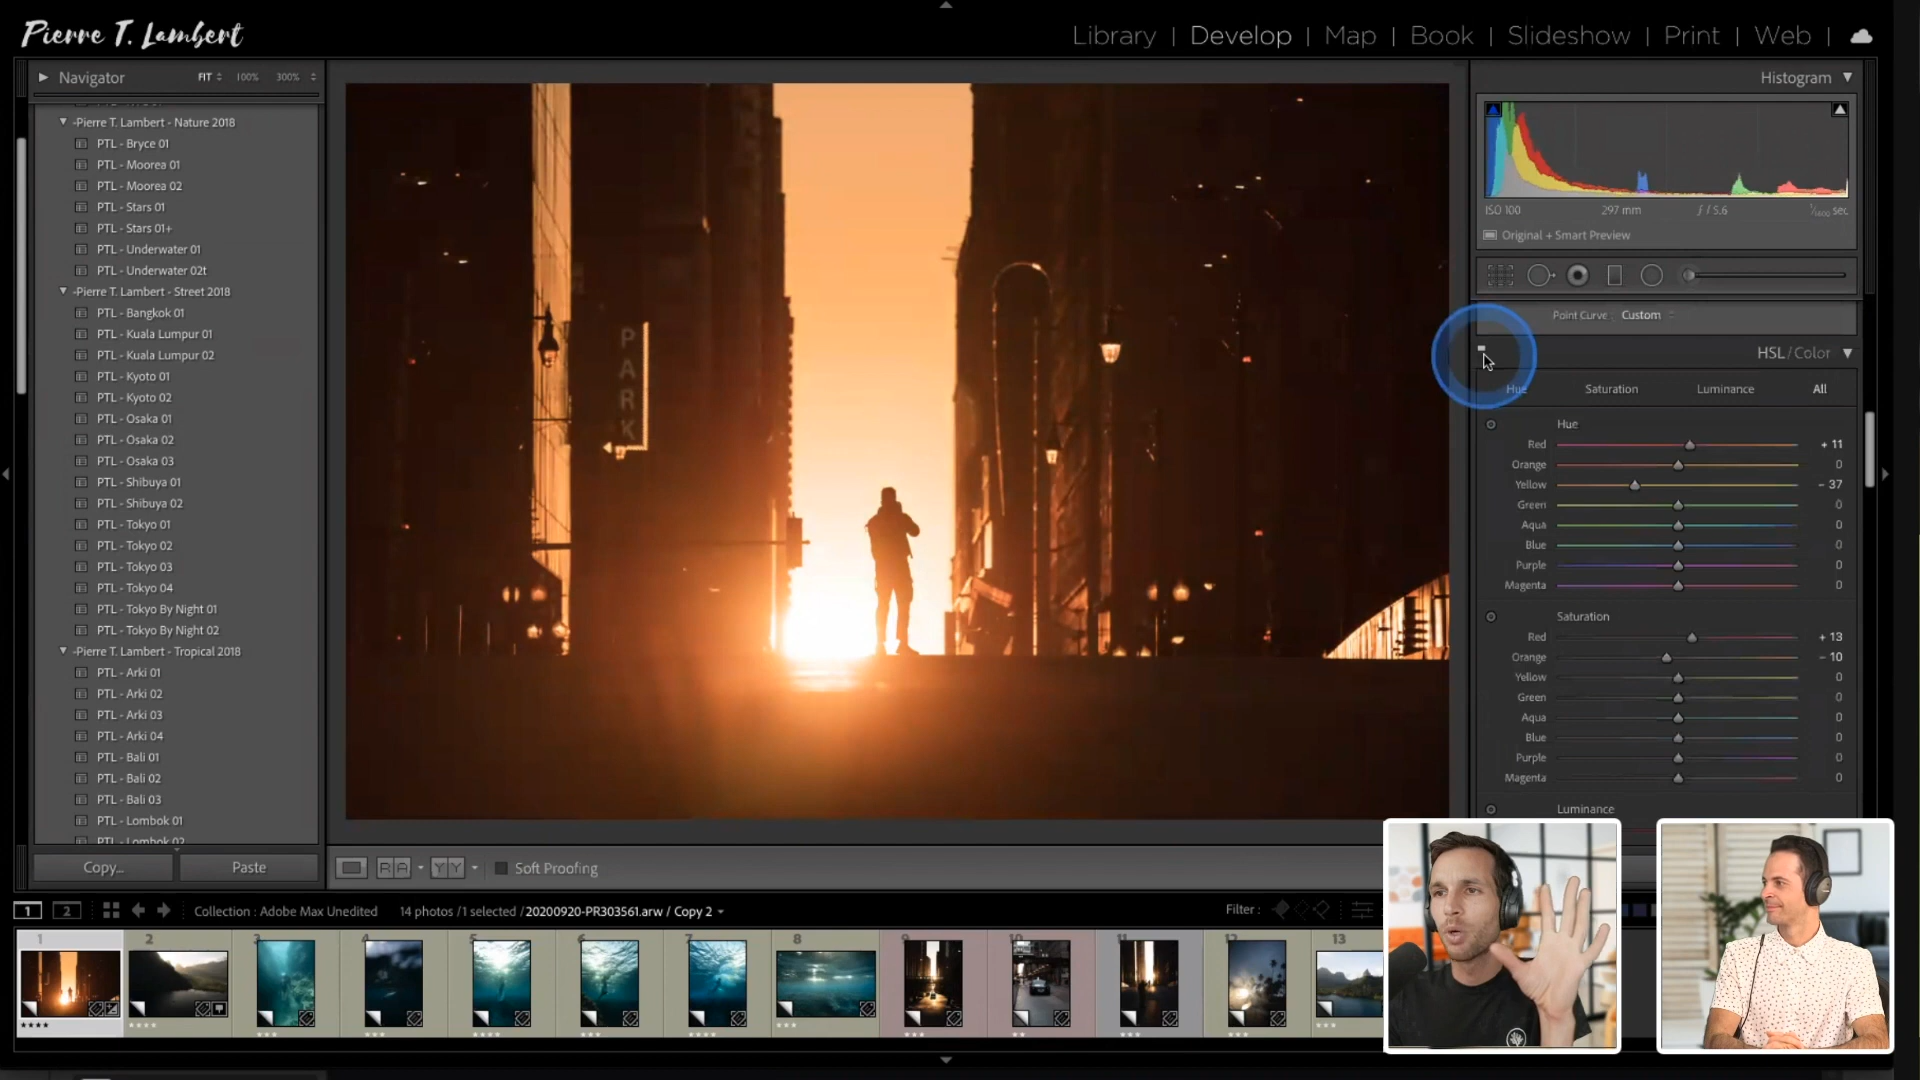 Pierre T. Lambert
Library | Develop | Map | Book | Slideshow | Print | Web |
Navigator FIT 100% 300%
-Pierre T. Lambert - Nature 2018
PTL - Bryce 01
PTL - Moorea 01
PTL - Moorea 02
PTL - Stars 01
PTL - Stars 01+
PTL - Underwater 01
PTL - Underwater 02t
-Pierre T. Lambert - Street 2018
PTL - Bangkok 01
PTL - Kuala Lumpur 01
PTL - Kuala Lumpur 02
PTL - Kyoto 01
PTL - Kyoto 02
PTL - Osaka 01
PTL - Osaka 02
PTL - Osaka 03
PTL - Shibuya 01
PTL - Shibuya 02
PTL - Tokyo 01
PTL - Tokyo 02
PTL - Tokyo 03
PTL - Tokyo 04
PTL - Tokyo By Night 01
PTL - Tokyo By Night 02
-Pierre T. Lambert - Tropical 2018
PTL - Arki 01
PTL - Arki 02
PTL - Arki 03
PTL - Arki 04
PTL - Bali 01
PTL - Bali 02
PTL - Bali 03
PTL - Lombok 01
PTL - Lombok 02
Copy... Paste
PARK
Histogram
ISO 100 297 mm ƒ / 5.6 sec
Original + Smart Preview
Point Curve : Custom
HSL / Color
Hue Saturation Luminance All
Hue
Red + 11
Orange 0
Yellow - 37
Green 0
Aqua 0
Blue 0
Purple 0
Magenta 0
Saturation
Red + 13
Orange - 10
Yellow 0
Green 0
Aqua 0
Blue 0
Purple 0
Magenta 0
Luminance
R A Y Y Soft Proofing
1 2 Collection : Adobe Max Unedited 14 photos / 1 selected / 20200920-PR303561.arw / Copy 2 Filter :
1 2 3 4 5 6 7 8 9 10 11 12 13